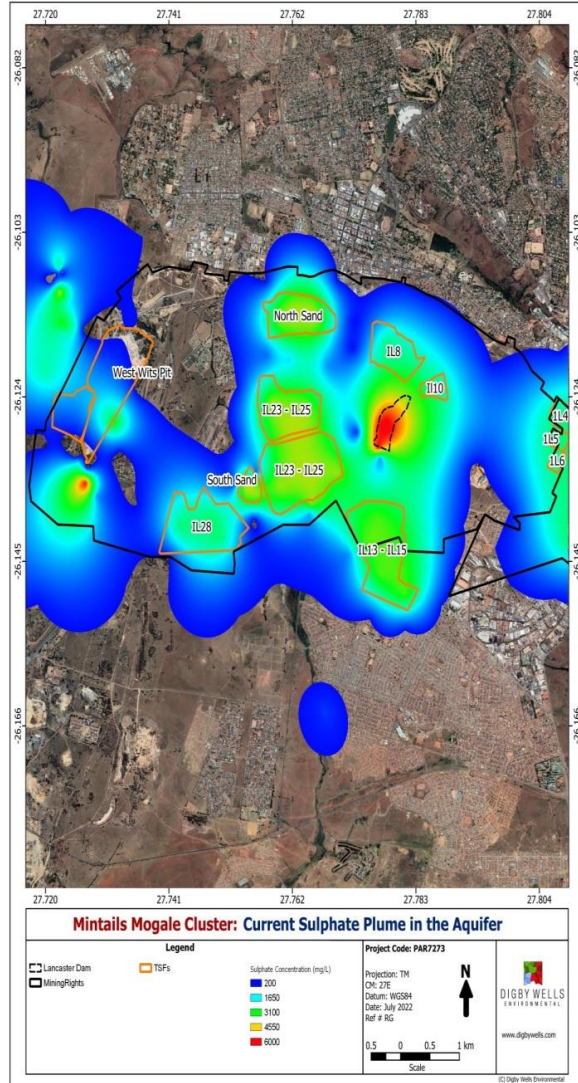 27.720 27.741 27.762 27.783 27.804
-26.082 -26.082
-26.103 -26.103
North Sand
IL8
West Wits Pit
Il10
-26.124 -26.124
IL23 - IL25
1L4
1L5
South Sand
IL23 - IL25
1L6
IL28
IL13 - IL15
-26.145 -26.145
-26.166 -26.166
27.720 27.741 27.762 27.783 27.804
Mintails Mogale Cluster: Current Sulphate Plume in the Aquifer
Legend
Lancaster Dam
TSFs
MiningRights
Sulphate Concentration (mg/L)
200
1650
3100
4550
6000
Project Code: PAR7273
Projection: TM
CM: 27E
Datum: WGS84
Date: July 2022
Ref # RG
N
0.5 0 0.5 1 km
Scale
DIGBY WELLS
ENVIRONMENTAL
www.digbywells.com
(C) Digby Wells Environmental